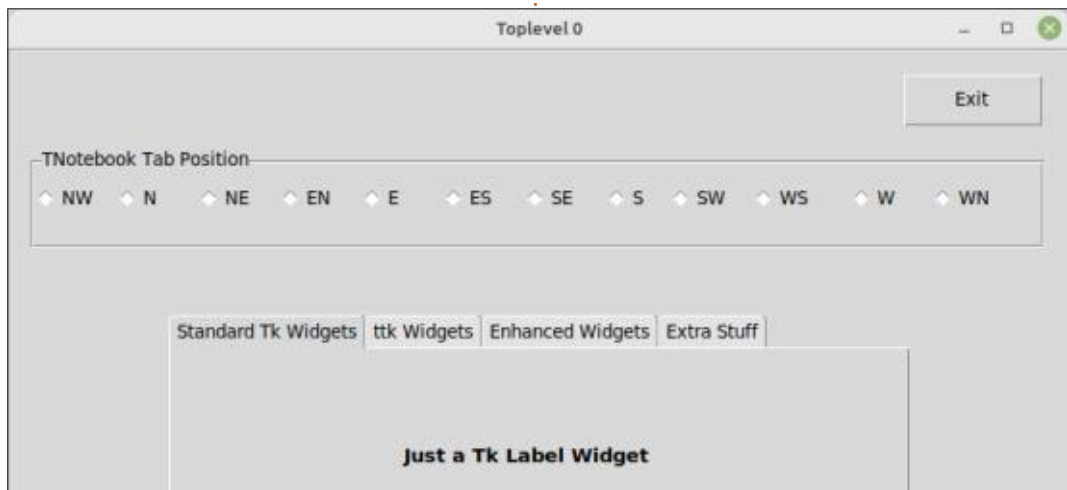 Toplevel 0
Exit
TNotebook Tab Position
NW N NE EN E ES SE S SW WS W WN
Standard Tk Widgets ttk Widgets Enhanced Widgets Extra Stuff
Just a Tk Label Widget